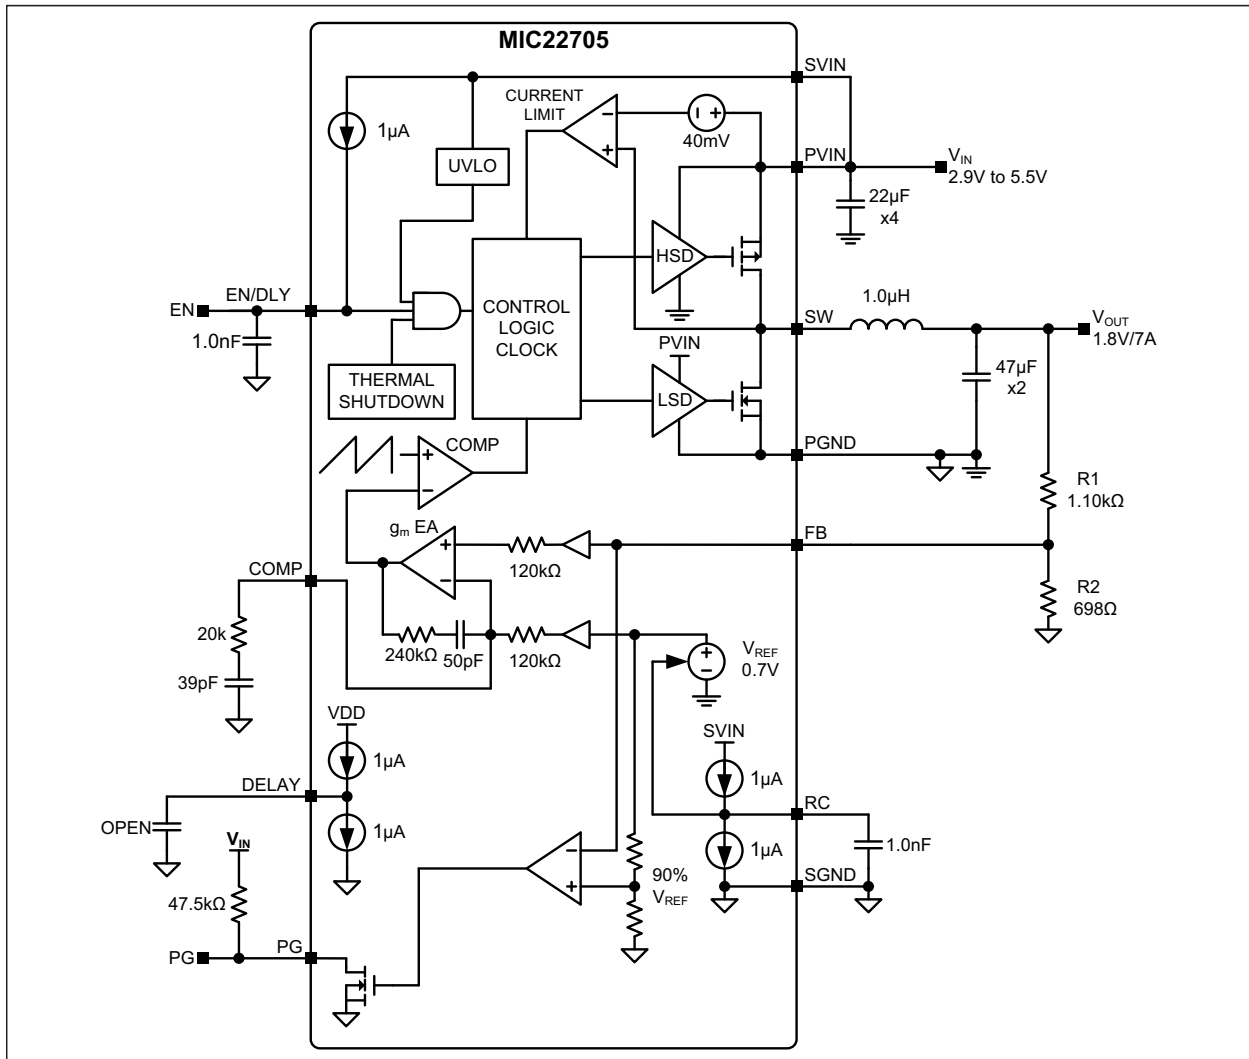 MIC22705
SVIN
CURRENT
LIMIT
1µA
40mV
UVLO
PVIN
V_IN
2.9V to 5.5V
22µF
x4
HSD
EN
EN/DLY
1.0nF
CONTROL
LOGIC
CLOCK
THERMAL
SHUTDOWN
SW
1.0µH
V_OUT
1.8V/7A
PVIN
LSD
47µF
x2
PGND
COMP
R1
1.10kΩ
g_m EA
120kΩ
FB
COMP
R2
698Ω
20k
39pF
240kΩ
50pF
120kΩ
V_REF
0.7V
VDD
1µA
SVIN
1µA
DELAY
OPEN
1µA
RC
1µA
1.0nF
V_IN
47.5kΩ
90%
V_REF
SGND
PG
PG